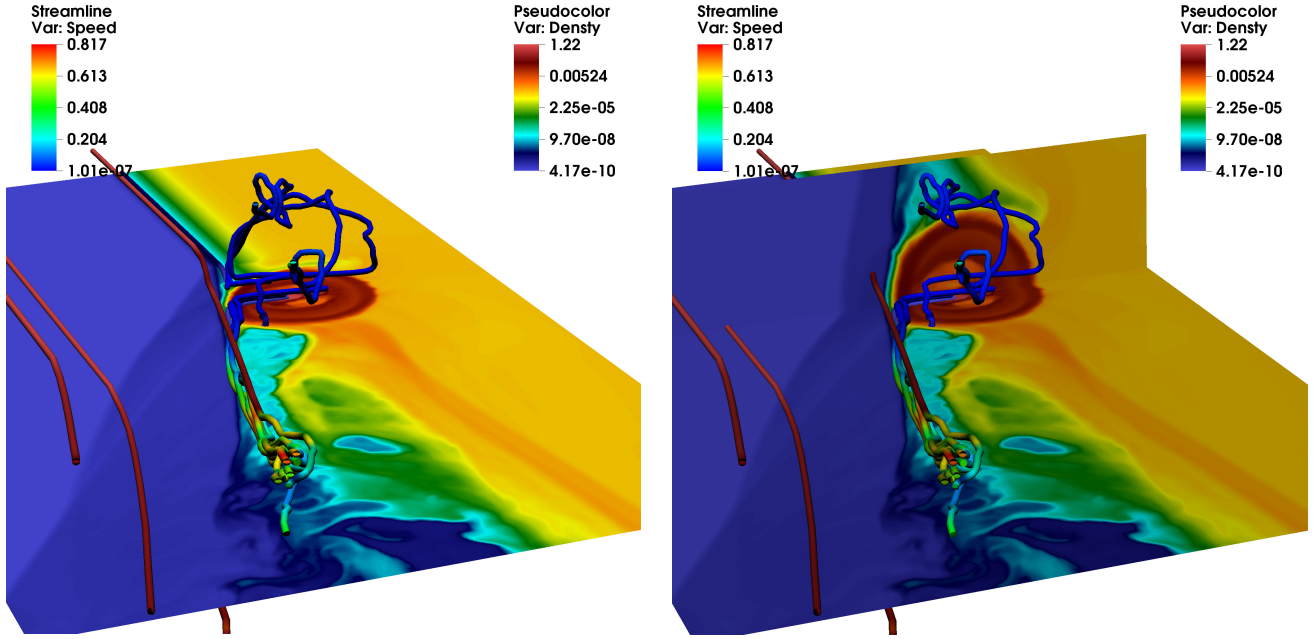 Streamline
Var: Speed
0.817
0.613
0.408
0.204
1.01e-07
Pseudocolor
Var: Densty
1.22
0.00524
2.25e-05
9.70e-08
4.17e-10
Streamline
Var: Speed
0.817
0.613
0.408
0.204
1.01e-07
Pseudocolor
Var: Densty
1.22
0.00524
2.25e-05
9.70e-08
4.17e-10